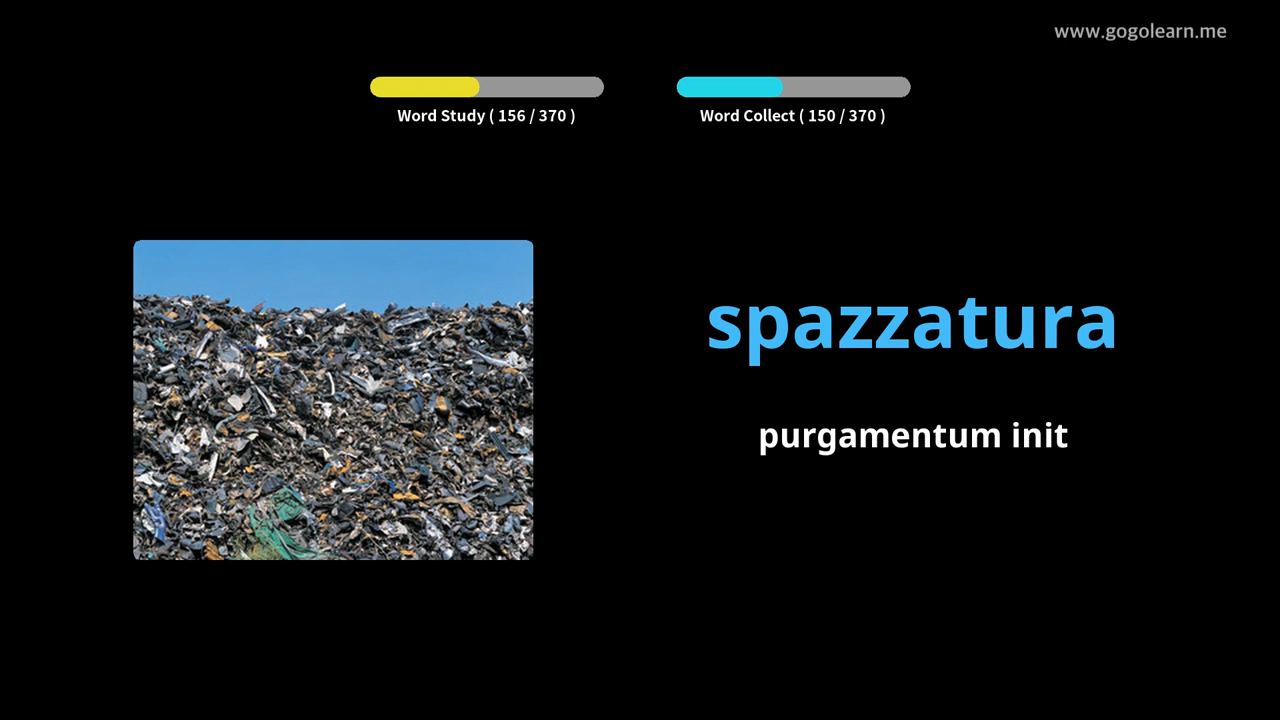 www.gogolearn.me
Word Study ( 156 / 370 )
Word Collect ( 150 / 370 )
spazzatura
purgamentum init